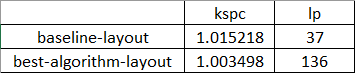 kspc lp
baseline-layout 1.015218 37
best-algorithm-layout 1.003498 136